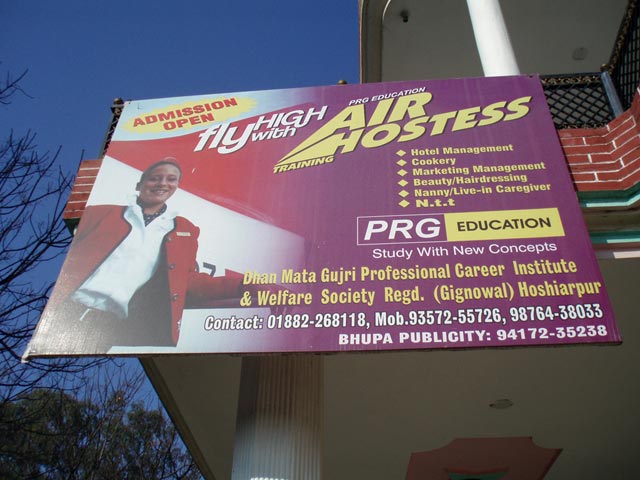 ADMISSION OPEN
fly HIGH with
PRG EDUCATION
AIR HOSTESS
TRAINING
Hotel Management
Cookery
Marketing Management
Beauty/Hairdressing
Nanny/Live-in Caregiver
N.t.t
PRG EDUCATION
Study With New Concepts
Dhan Mata Gujri Professional Career Institute
& Welfare Society Regd. (Gignowal) Hoshiarpur
Contact: 01882-268118, Mob.93572-55726, 98764-38033
BHUPA PUBLICITY: 94172-35238